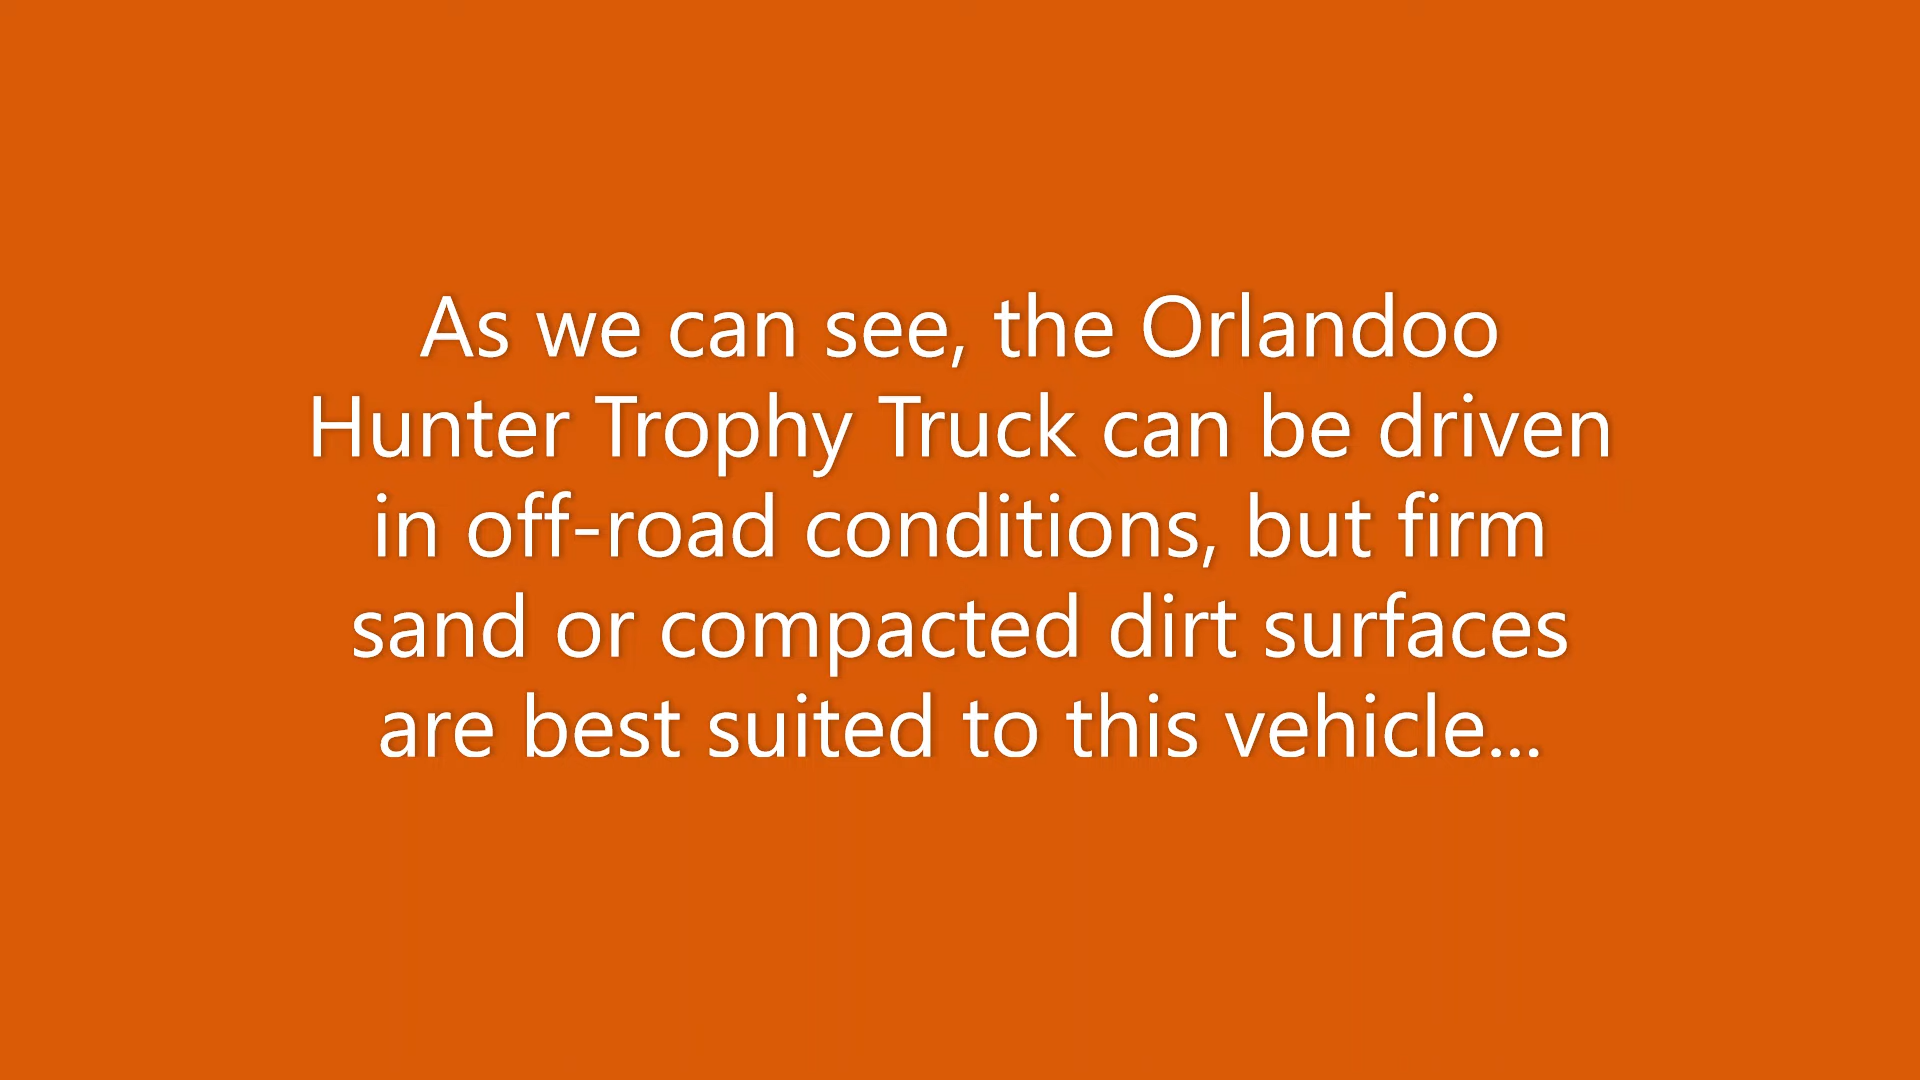 As we can see, the Orlandoo
Hunter Trophy Truck can be driven
in off-road conditions, but firm
sand or compacted dirt surfaces
are best suited to this vehicle...